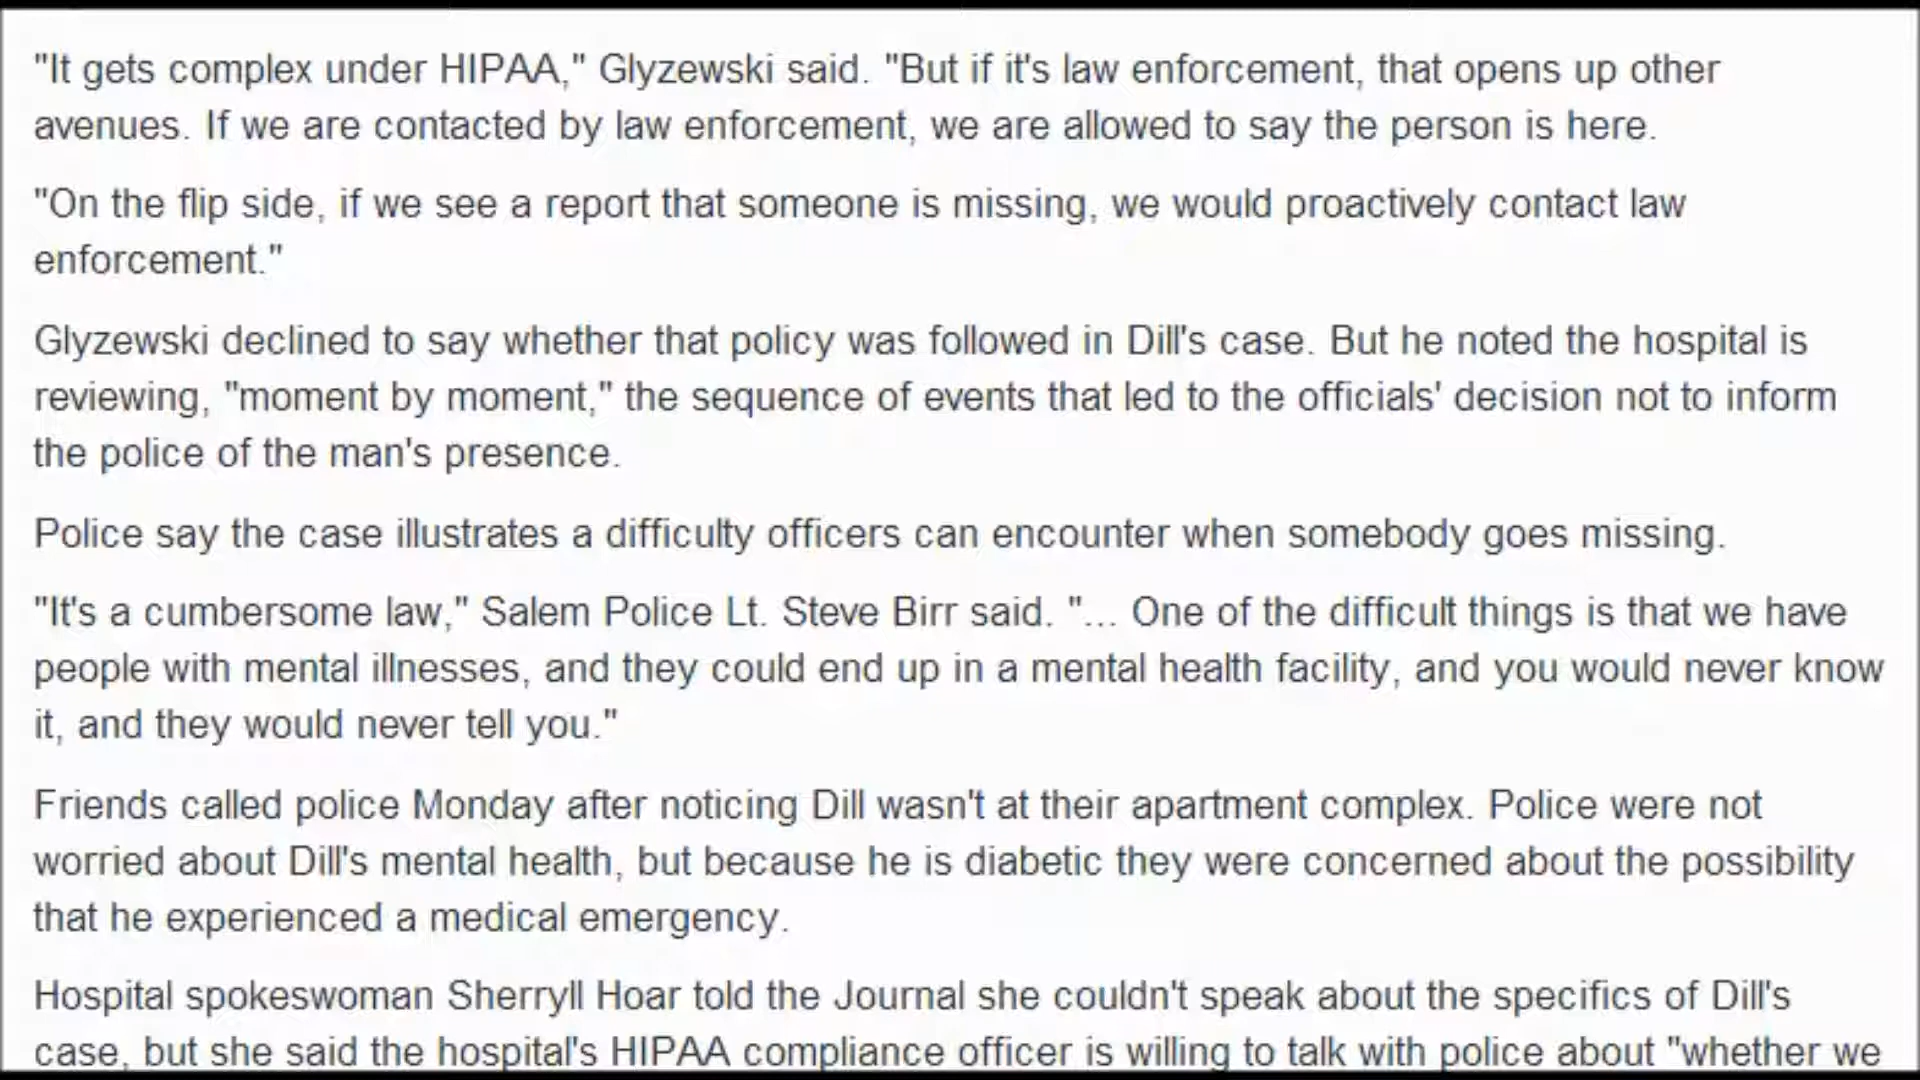 "It gets complex under HIPAA," Glyzewski said. "But if it's law enforcement, that opens up other
avenues. If we are contacted by law enforcement, we are allowed to say the person is here.
"On the flip side, if we see a report that someone is missing, we would proactively contact law
enforcement."
Glyzewski declined to say whether that policy was followed in Dill's case. But he noted the hospital is
reviewing, "moment by moment," the sequence of events that led to the officials' decision not to inform
the police of the man's presence.
Police say the case illustrates a difficulty officers can encounter when somebody goes missing.
"It's a cumbersome law," Salem Police Lt. Steve Birr said. "... One of the difficult things is that we have
people with mental illnesses, and they could end up in a mental health facility, and you would never know
it, and they would never tell you."
Friends called police Monday after noticing Dill wasn't at their apartment complex. Police were not
worried about Dill's mental health, but because he is diabetic they were concerned about the possibility
that he experienced a medical emergency.
Hospital spokeswoman Sherryll Hoar told the Journal she couldn't speak about the specifics of Dill's
case, but she said the hospital's HIPAA compliance officer is willing to talk with police about "whether we